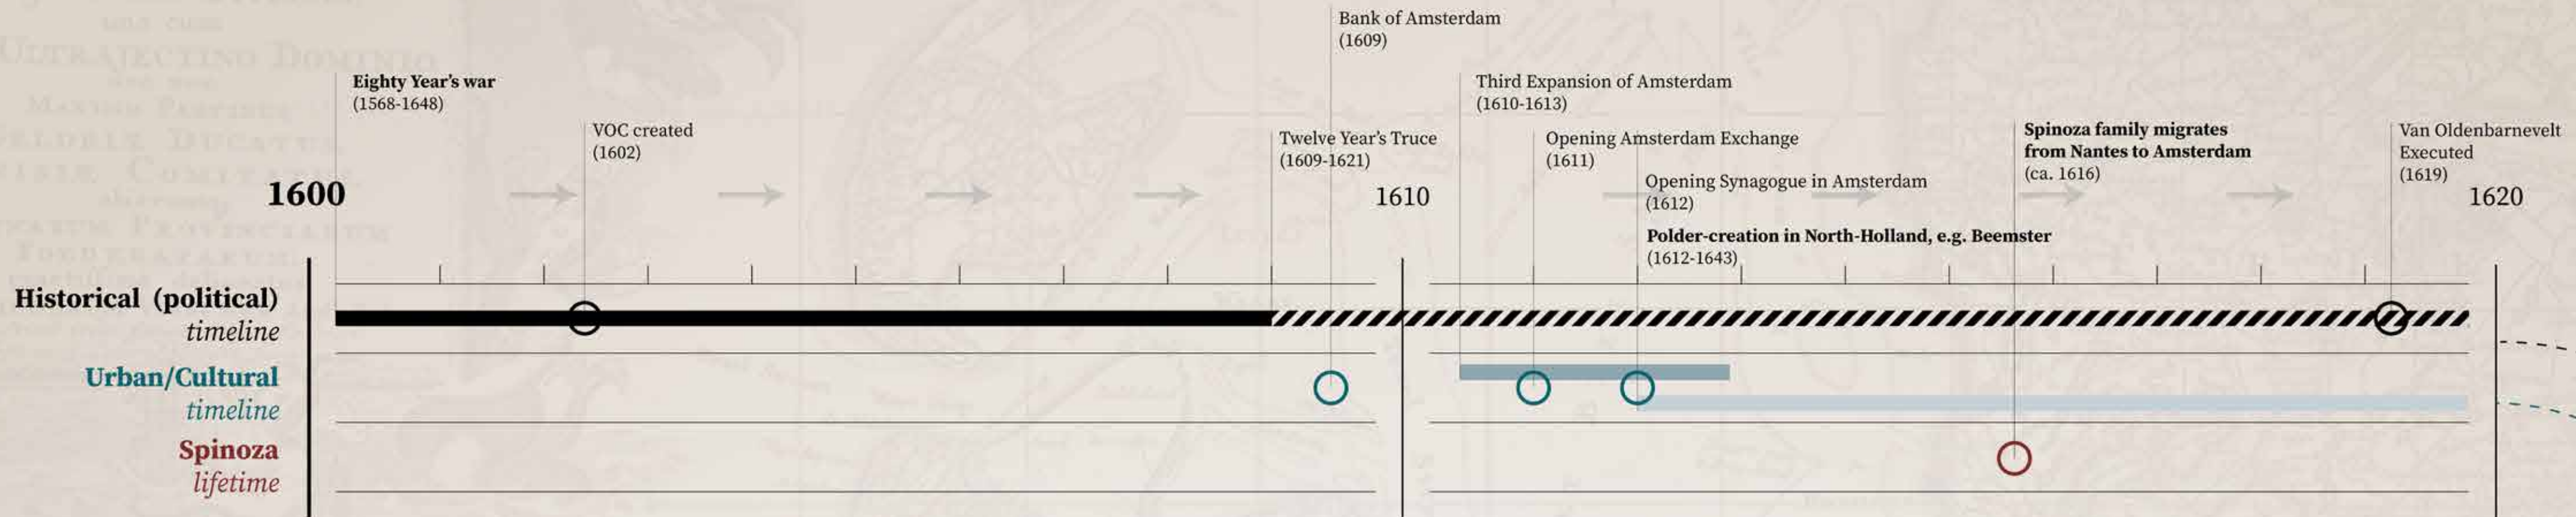 Bank of Amsterdam
(1609)
Eighty Year's war
(1568-1648)
Third Expansion of Amsterdam
(1610-1613)
VOC created
(1602)
Twelve Year's Truce
(1609-1621)
Opening Amsterdam Exchange
(1611)
Spinoza family migrates
from Nantes to Amsterdam
(ca. 1616)
Van Oldenbarnevelt
Executed
(1619)
Opening Synagogue in Amsterdam
(1612)
1600
1610
1620
Polder-creation in North-Holland, e.g. Beemster
(1612-1643)
Historical (political)
timeline
Urban/Cultural
timeline
Spinoza
lifetime
ULTRAJECTINO DOMINIO